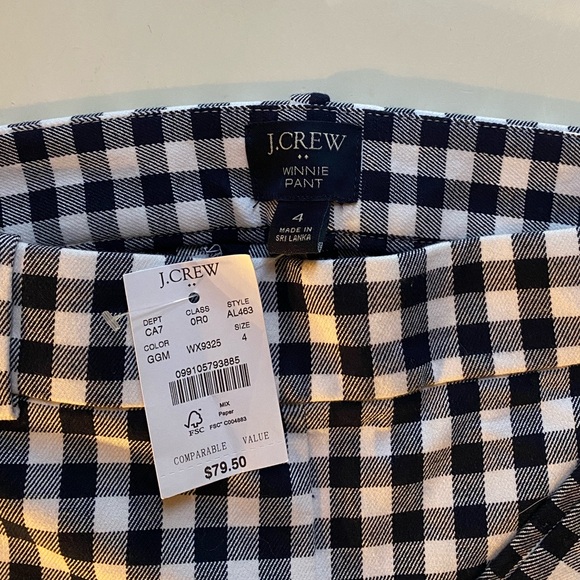 J.CREW
WINNIE
PANT
4
MADE IN
SRI LANKA
J.CREW
DEPT CLASS STYLE
CA7 0R0 AL463
COLOR SIZE
GGM WX9325 4
099105793885
FSC
MIX
Paper
FSC® C004883
COMPARABLE VALUE
$79.50